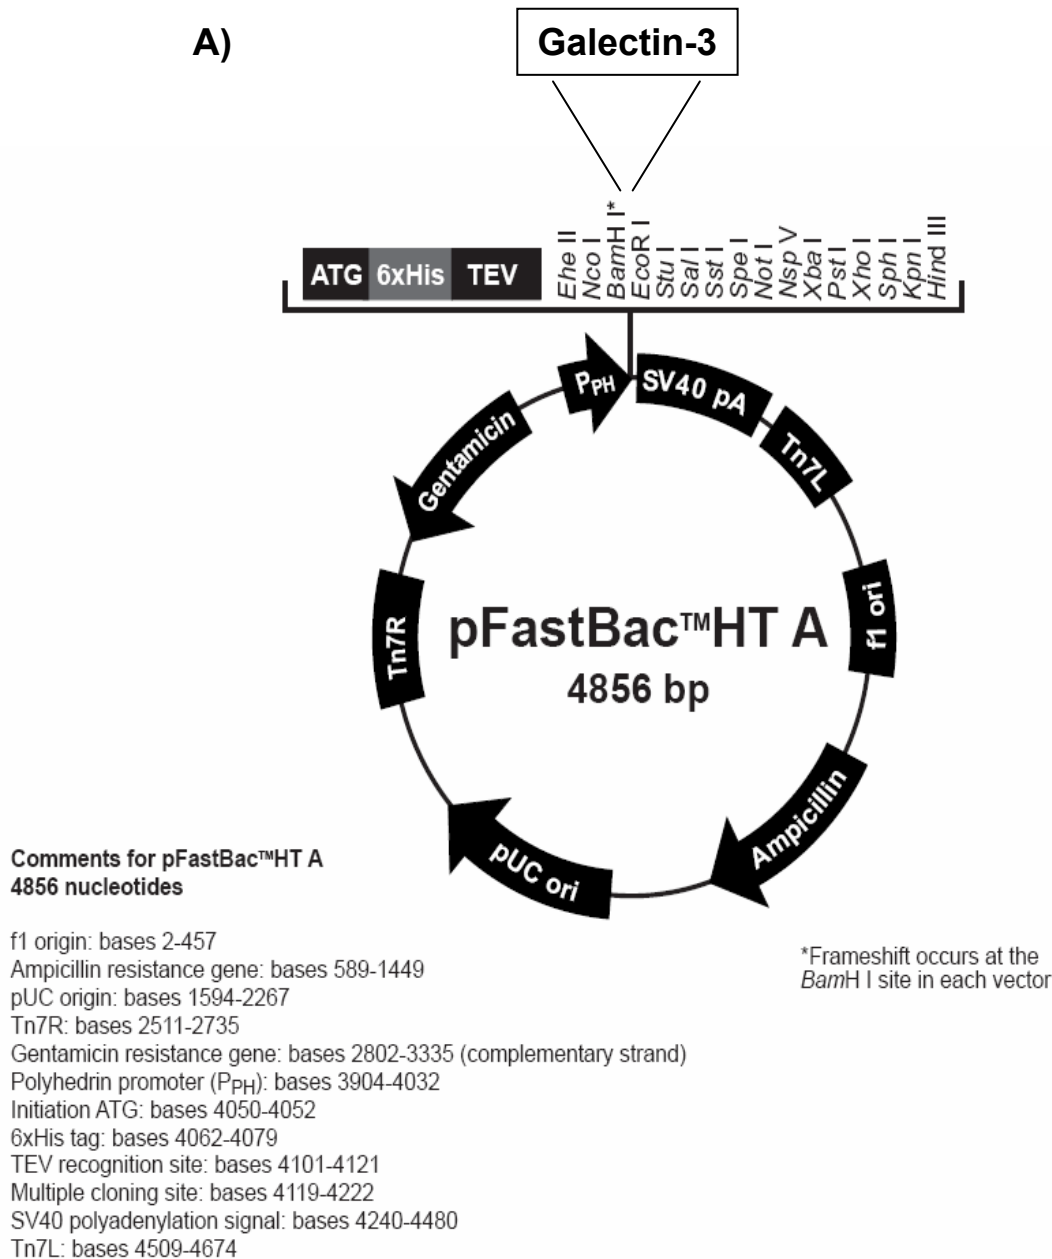 A)
Galectin-3
ATG 6xHis TEV
Ehe II
Nco I
BamH I*
EcoR I
Stu I
Sal I
Sst I
Spe I
Not I
Nsp V
Xba I
Pst I
Xho I
Sph I
Kpn I
Hind III
PPH
SV40 pA
Tn7L
f1 ori
Ampicillin
pUC ori
Tn7R
Gentamicin
pFastBac™HT A
4856 bp
Comments for pFastBac™HT A
4856 nucleotides
f1 origin: bases 2-457
Ampicillin resistance gene: bases 589-1449
pUC origin: bases 1594-2267
Tn7R: bases 2511-2735
Gentamicin resistance gene: bases 2802-3335 (complementary strand)
Polyhedrin promoter (PPH): bases 3904-4032
Initiation ATG: bases 4050-4052
6xHis tag: bases 4062-4079
TEV recognition site: bases 4101-4121
Multiple cloning site: bases 4119-4222
SV40 polyadenylation signal: bases 4240-4480
Tn7L: bases 4509-4674
*Frameshift occurs at the
BamH I site in each vector